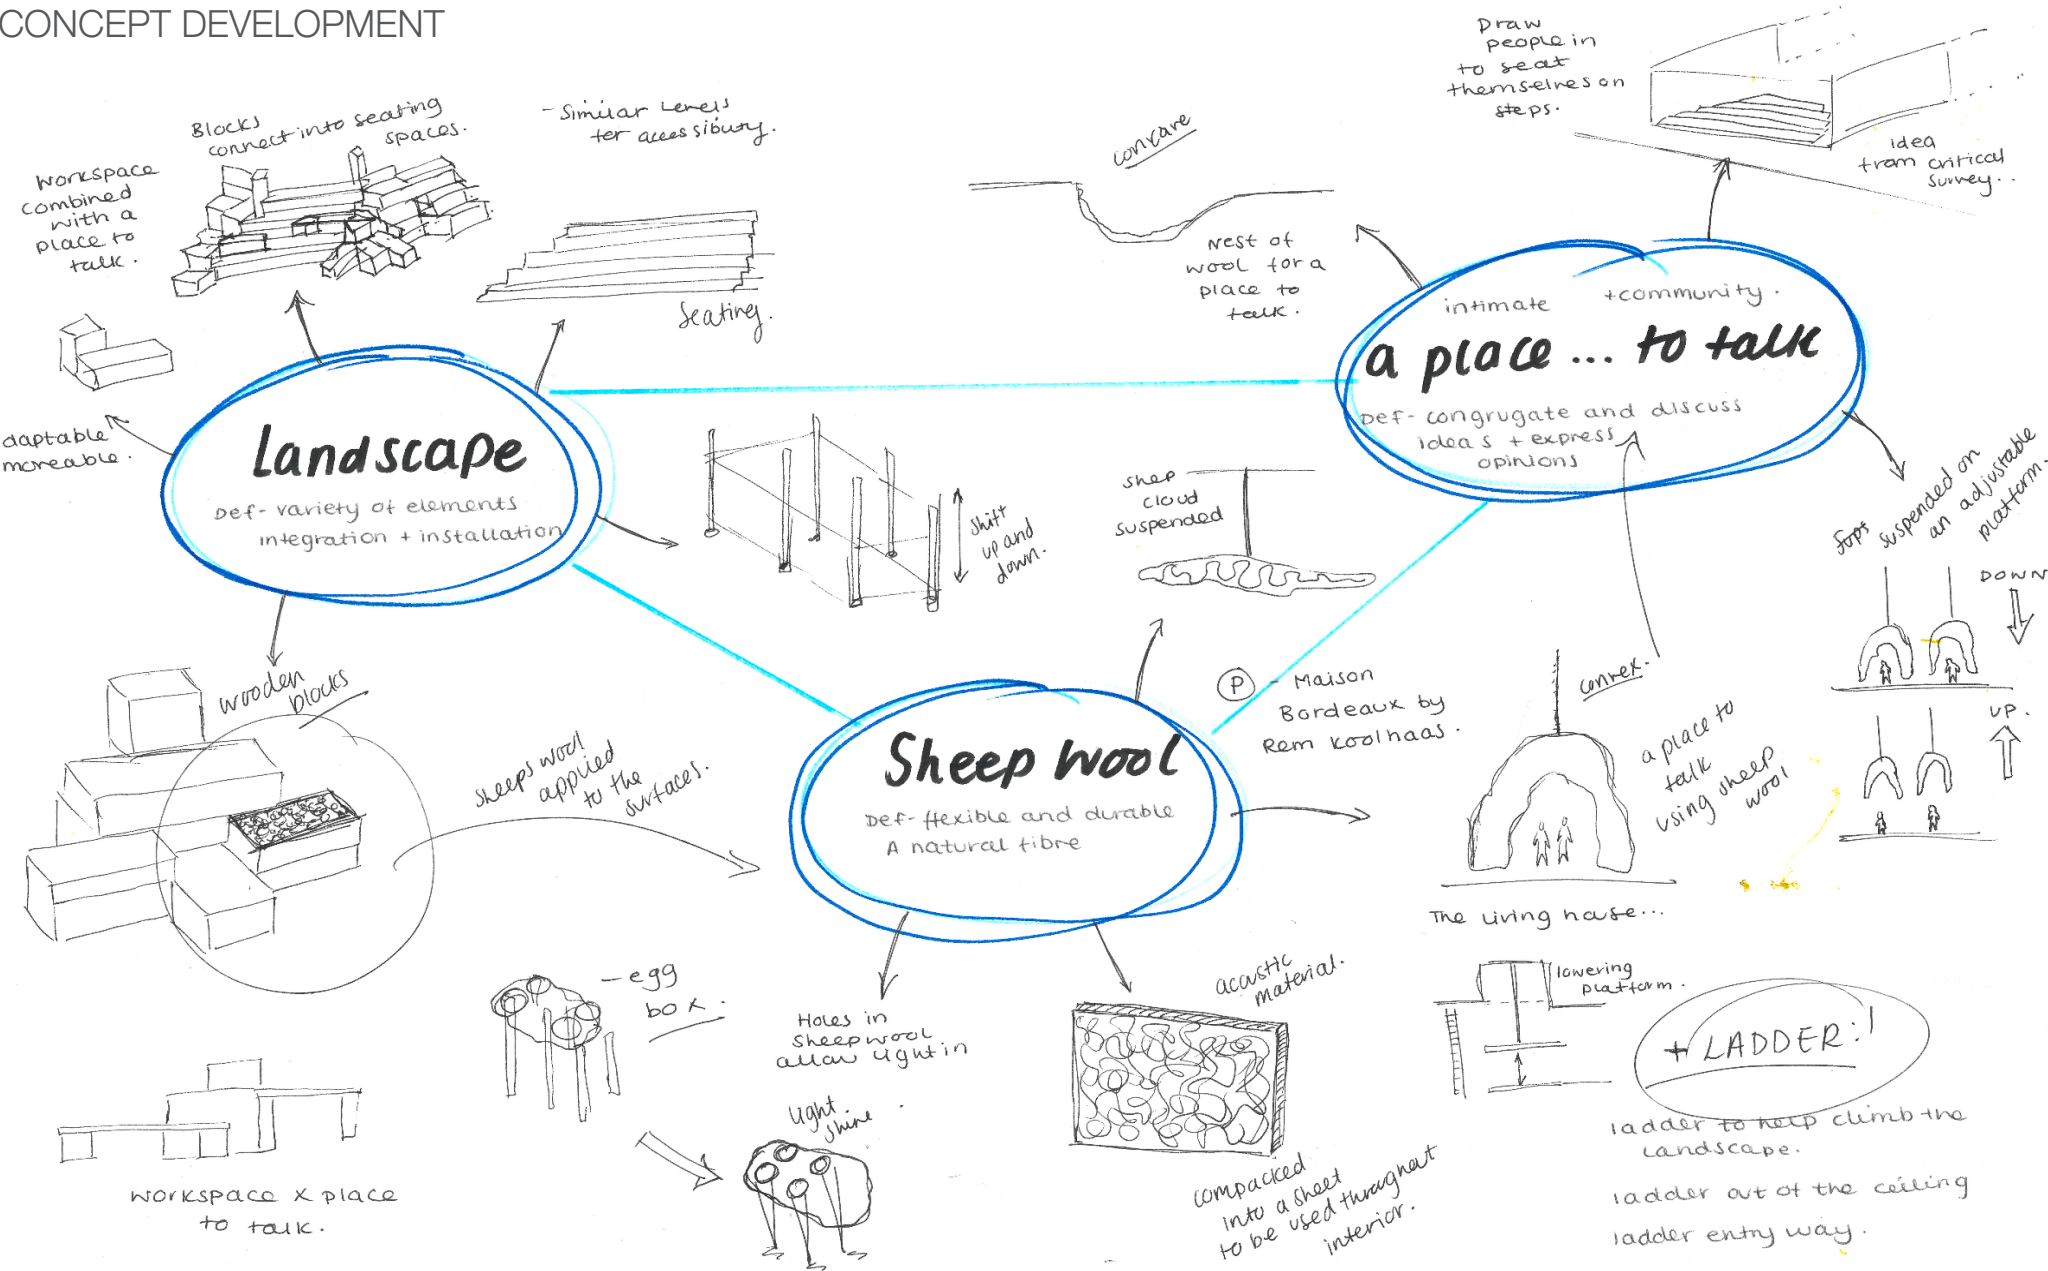 CONCEPT DEVELOPMENT
Blocks
connect into seating
spaces.
workspace
combined
with a
place to
talk.
- Similar levels
for accessibility.
Seating.
daptable
moveable.
Landscape
Def- variety of elements
integration + installation
shift
up and
down.
wooden
blocks
sheeps wool
applied
to the
surfaces.
workspace x place
to talk.
concave
nest of
wool for a
place to
talk.
Draw
people in
to seat
themselves on
steps.
idea
from critical
survey..
intimate +community.
a place ... to talk
Def- congrugate and discuss
ideas + express
opinions
suspended on
an adjustable
platform.
DOWN
UP.
shep
cloud
suspended
P - Maison
Bordeaux by
Rem Koolhaas.
Sheep wool
Def- flexible and durable
A natural fibre
convex.
a place to
talk
using sheep
wool
The living house...
- egg
box.
Holes in
sheepwool
allow light in
light
shine.
acoustic
material.
compacked
into a sheet
to be used throughout
interior.
lowering
platform.
+ LADDER:!
ladder to help climb the
landscape.
ladder out of the ceiling
ladder entry way.